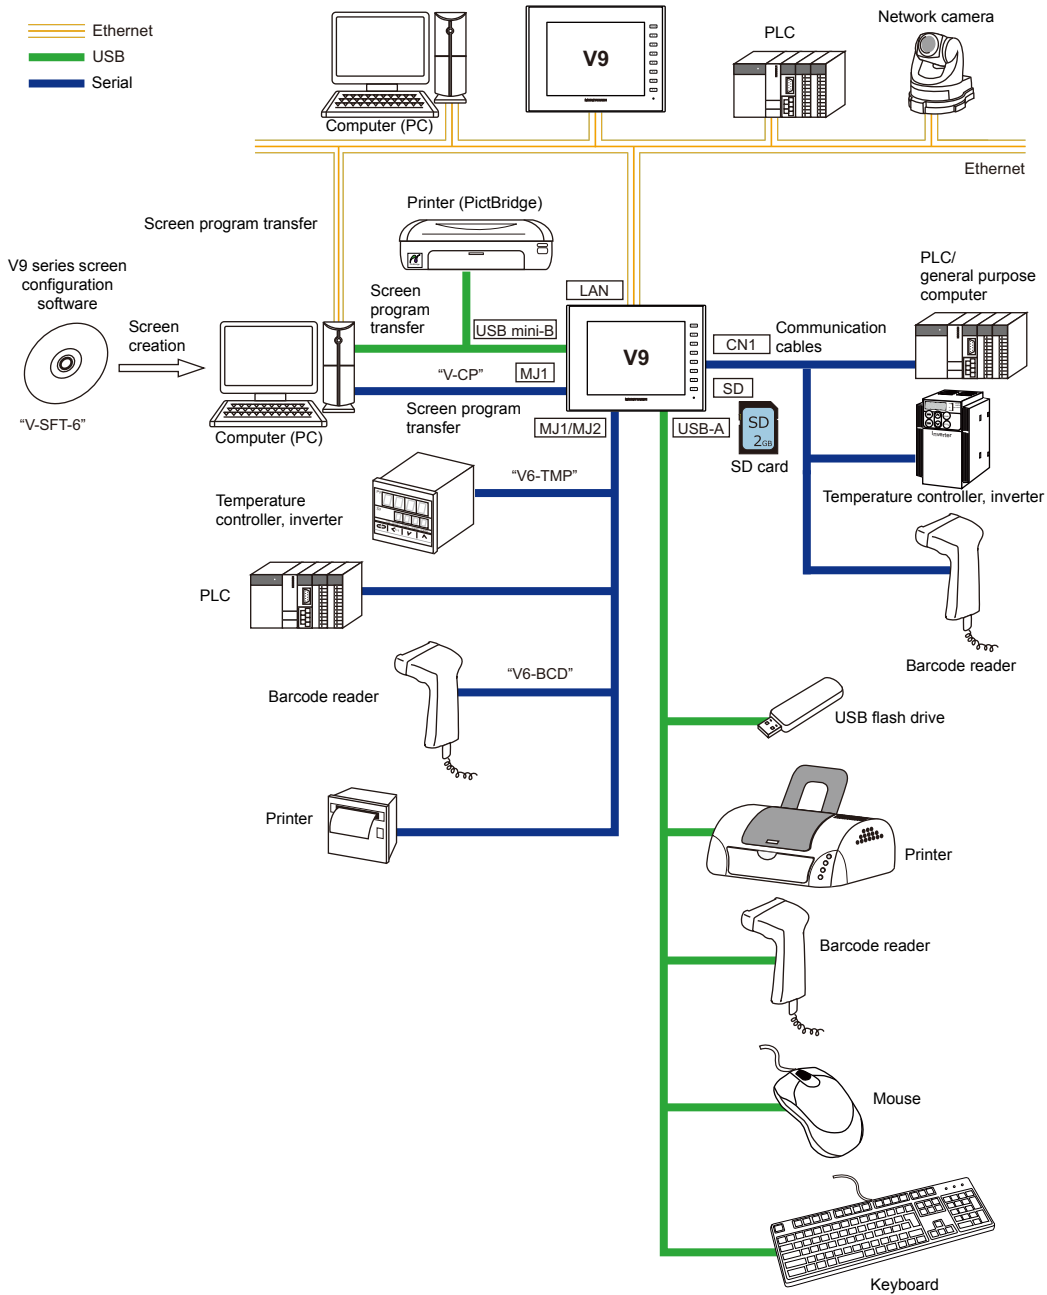 Ethernet
USB
Serial
Computer (PC)
V9
PLC
Network camera
Ethernet
Screen program transfer
Printer (PictBridge)
V9 series screen
configuration
software
Screen
creation
"V-SFT-6"
Computer (PC)
Screen
program
transfer
USB mini-B
LAN
"V-CP"
MJ1
Screen program
transfer
V9
CN1
Communication
cables
PLC/
general purpose
computer
SD
MJ1/MJ2
USB-A
SD
2GB
SD card
Inverter
Temperature controller, inverter
"V6-TMP"
Temperature
controller, inverter
PLC
Barcode reader
"V6-BCD"
Barcode reader
USB flash drive
Printer
Printer
Barcode reader
Mouse
Keyboard